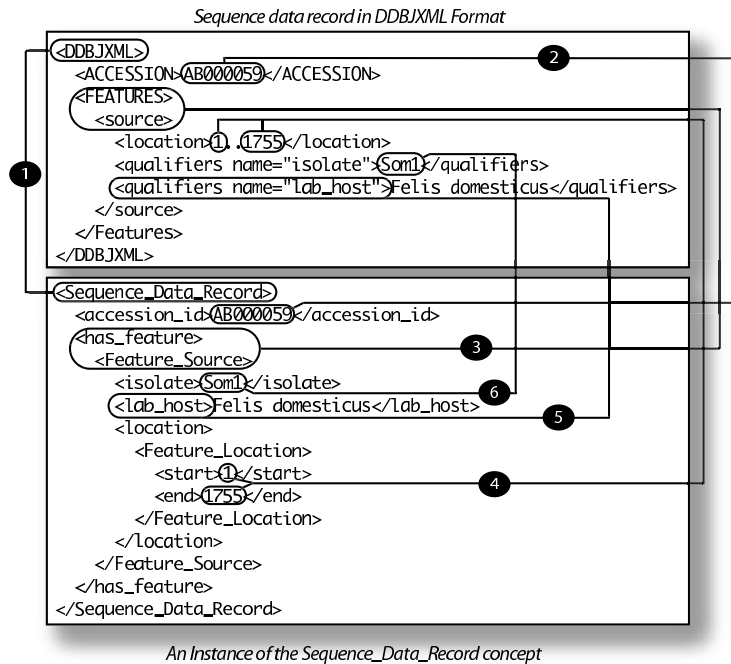 Sequence data record in DDBJXML Format
<DDBJXML>
2
<ACCESSION>AB000059</ACCESSION>
<FEATURES>
<source>
<location>1..1755</location>
<qualifiers name="isolate">Som1</qualifiers>
1
<qualifiers name="lab_host">Felis domesticus</qualifiers>
</source>
</Features>
</DDBJXML>
<Sequence_Data_Record>
<accession_id>AB000059</accession_id>
<has_feature>
3
<Feature_Source>
<isolate>Som1</isolate>
6
<lab_host>Felis domesticus</lab_host>
5
<location>
<Feature_Location>
<start>1</start>
4
<end>1755</end>
</Feature_Location>
</location>
</Feature_Source>
</has_feature>
</Sequence_Data_Record>
An Instance of the Sequence_Data_Record concept